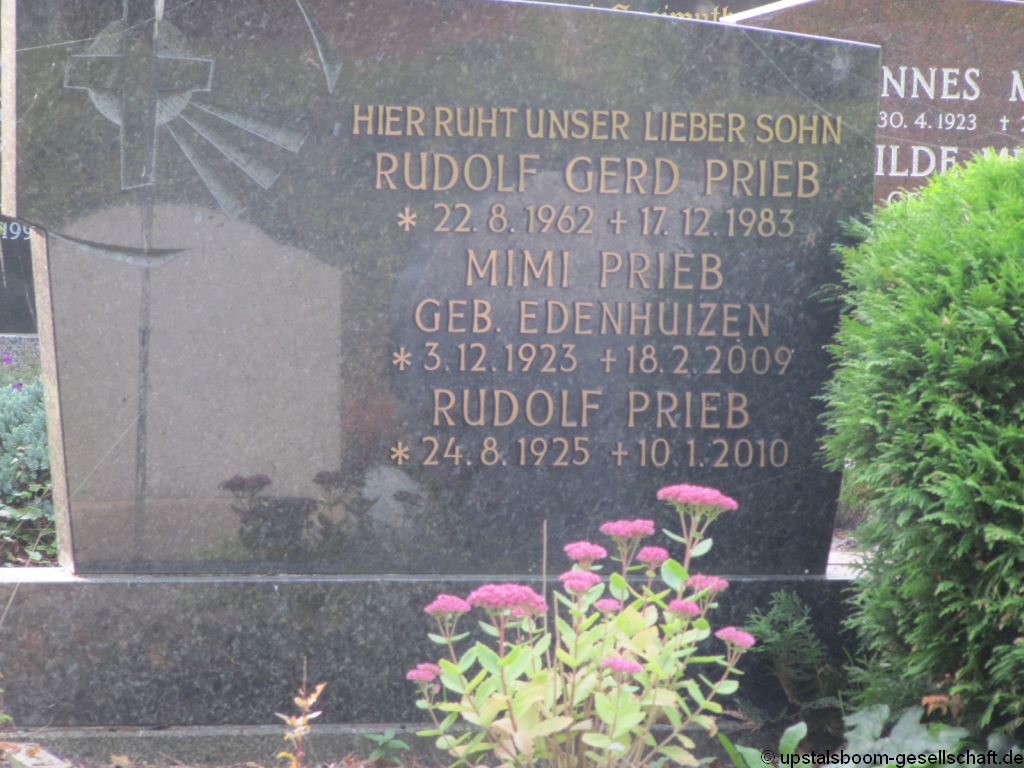 HIER RUHT UNSER LIEBER SOHN
RUDOLF GERD PRIEB
* 22. 8. 1962 + 17. 12. 1983
MIMI PRIEB
GEB. EDENHUIZEN
* 3. 12. 1923 + 18. 2. 2009
RUDOLF PRIEB
* 24. 8. 1925 + 10. 1. 2010
NNES M
30. 4. 1923 + 2
ILDE M
© upstalsboom-gesellschaft.de